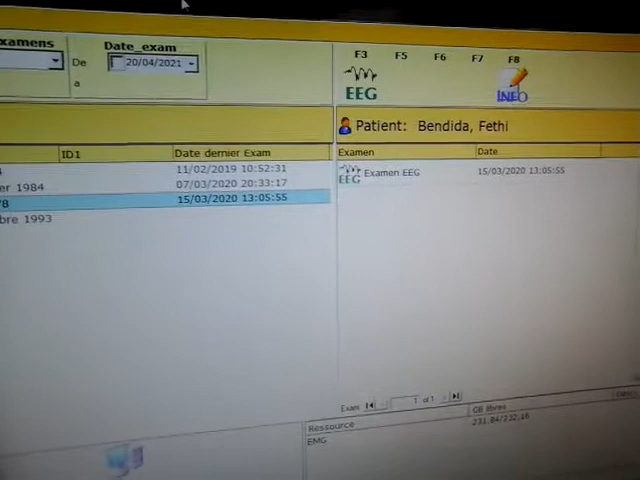 xamens
Date_exam
De
20/04/2021
a
F3 F5 F6 F7 F8
EEG
INFO
Patient: Bendida, Fethi
ID1
Date dernier Exam
11/02/2019 10:52:31
er 1984
07/03/2020 20:33:17
/8
15/03/2020 13:05:55
bre 1993
Examen
Date
EEG
Examen EEG
15/03/2020 13:05:55
Exam
1 of 1
Ressource
GB libres
EMG
231,84/232,16